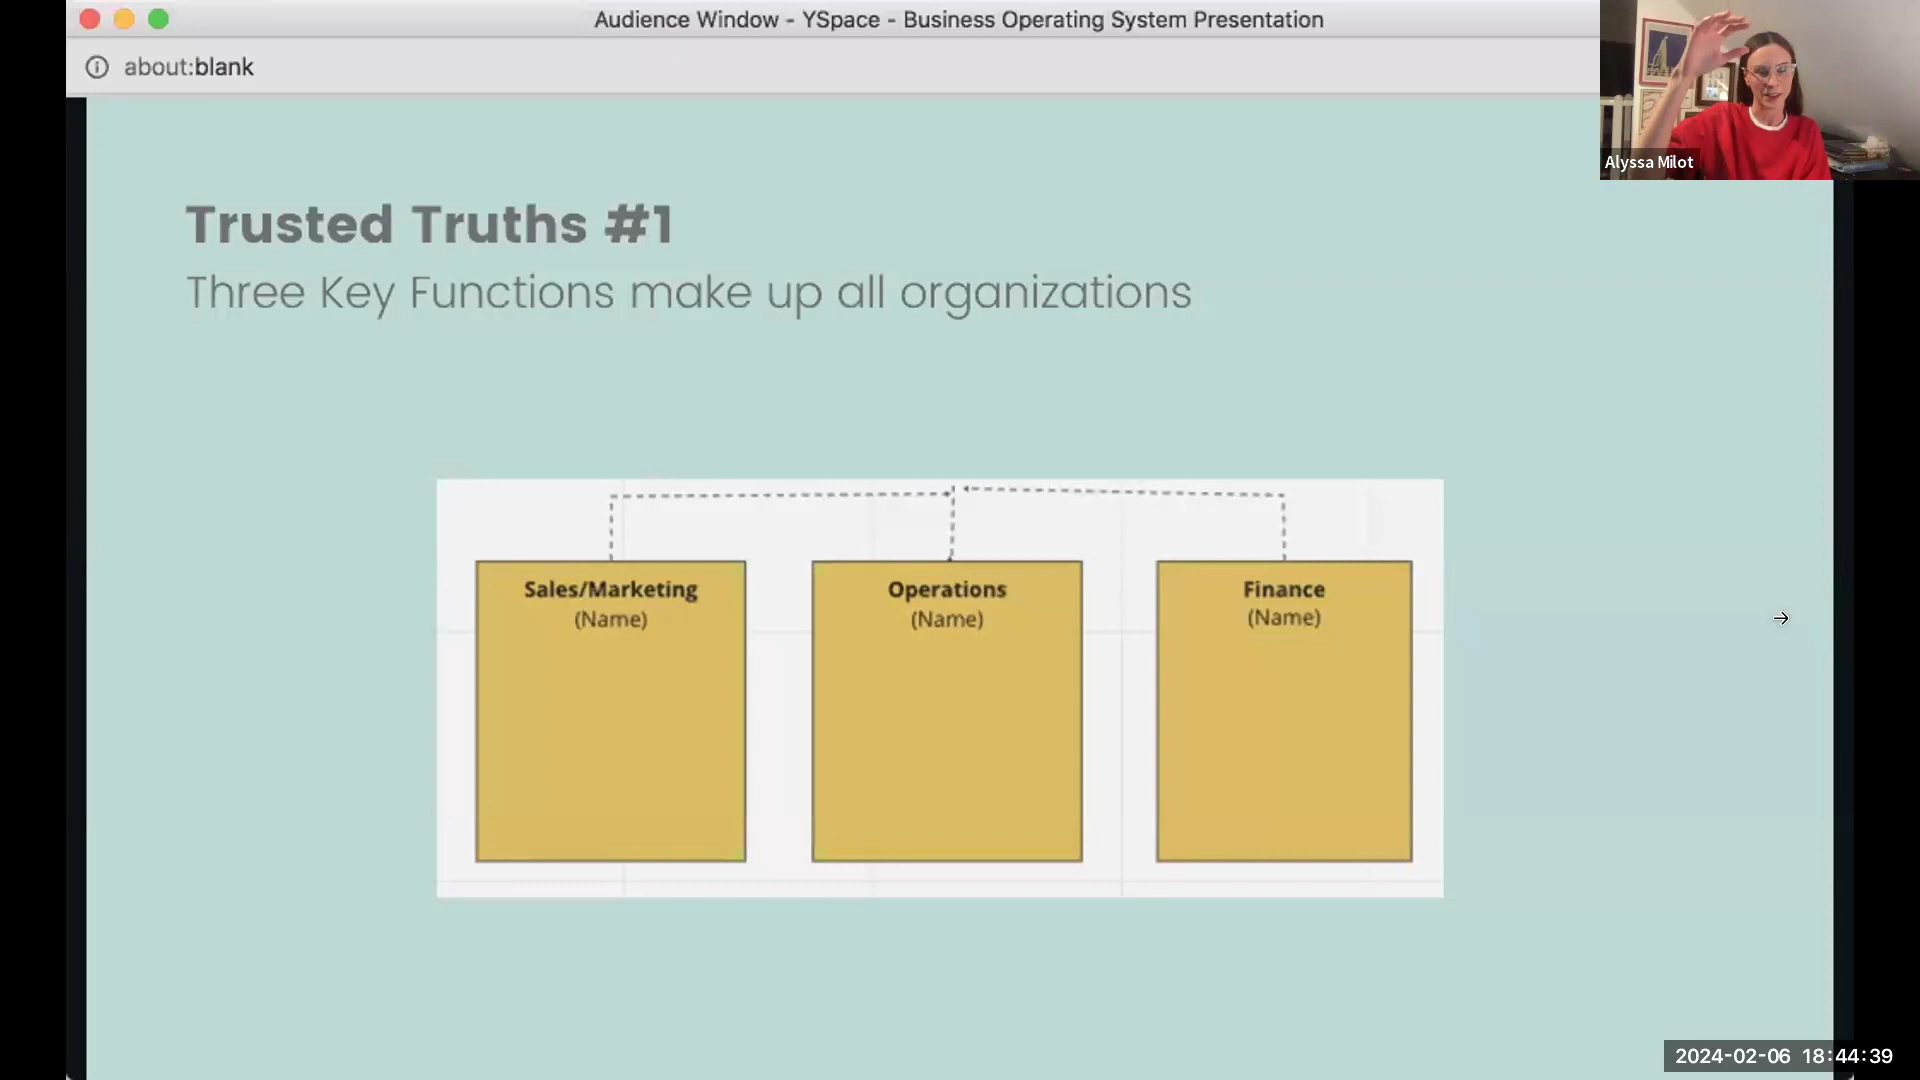 Audience Window - YSpace - Business Operating System Presentation
about:blank
Alyssa Milot
Trusted Truths #1
Three Key Functions make up all organizations
Sales/Marketing
(Name)
Operations
(Name)
Finance
(Name)
2024-02-06 18:44:39